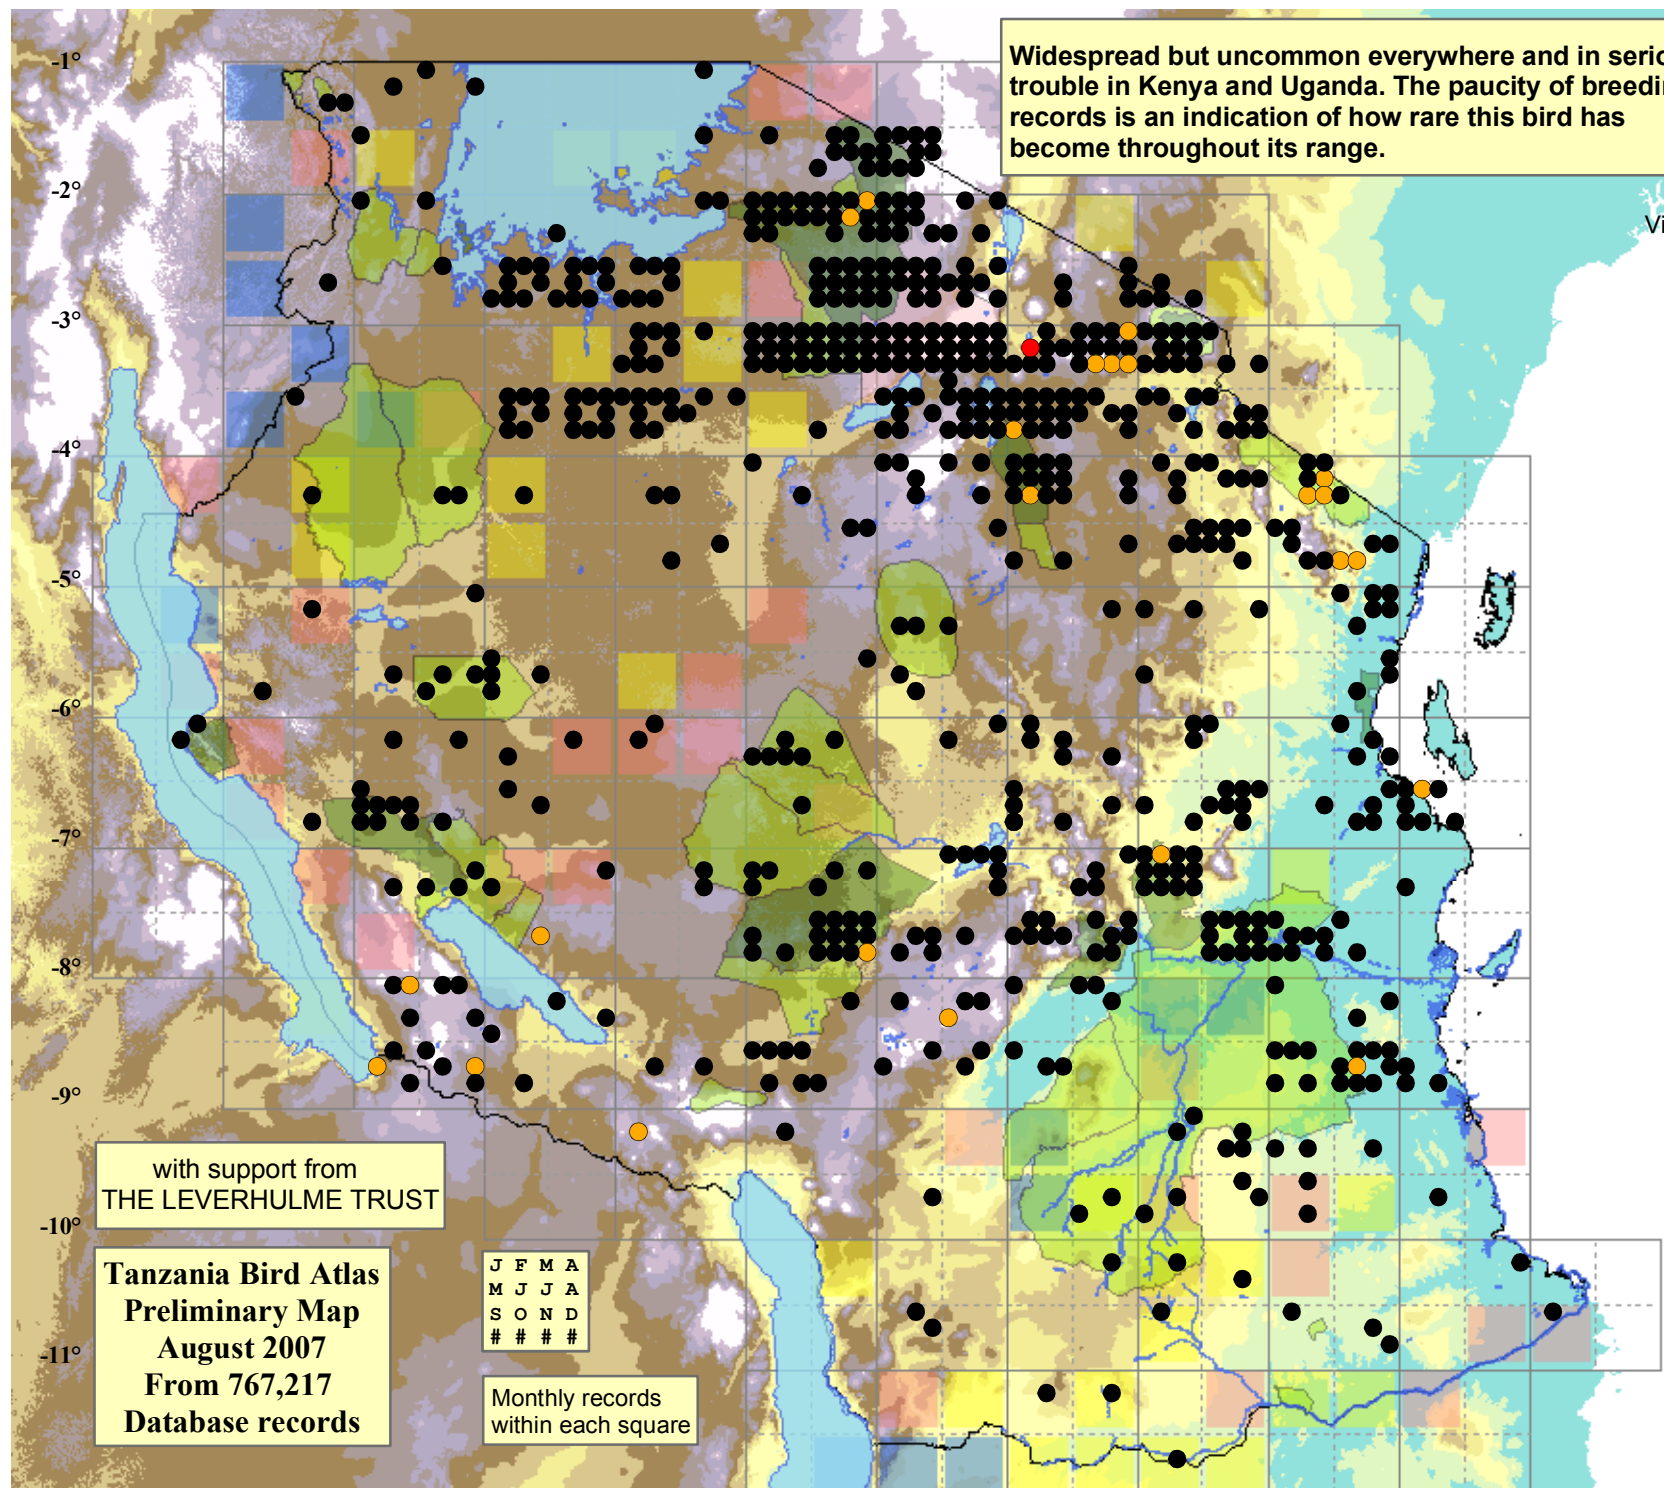 Widespread but uncommon everywhere and in serio
trouble in Kenya and Uganda. The paucity of breedin
records is an indication of how rare this bird has
become throughout its range.
Vi
-1°
-2°
-3°
-4°
-5°
-6°
-7°
-8°
-9°
-10°
-11°
with support from
THE LEVERHULME TRUST
Tanzania Bird Atlas
Preliminary Map
August 2007
From 767,217
Database records
J F M A
M J J A
S O N D
# # # #
Monthly records
within each square